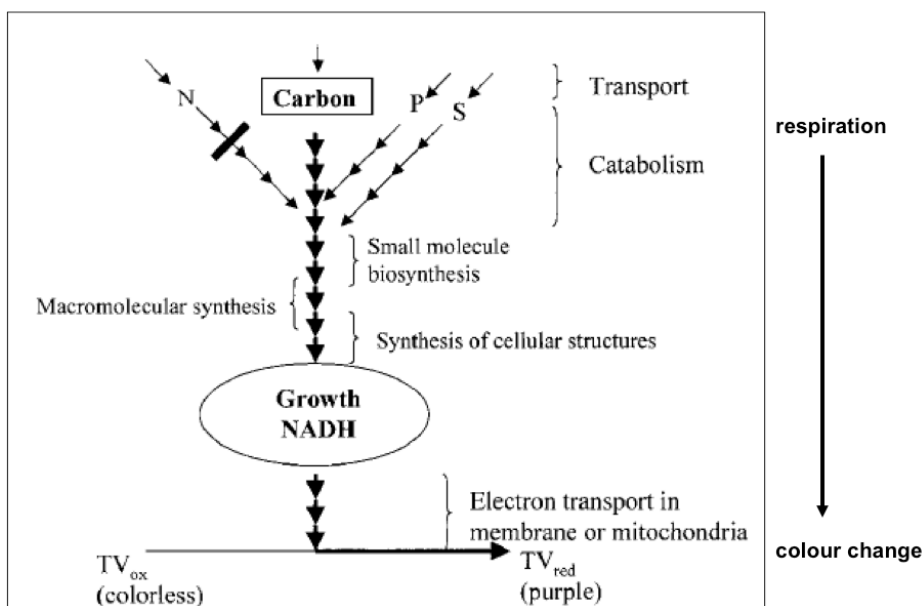 N
Carbon
P
S
Transport
respiration
Catabolism
Small molecule
biosynthesis
Macromolecular synthesis
Synthesis of cellular structures
Growth
NADH
Electron transport in
membrane or mitochondria
TVox
(colorless)
TVred
(purple)
colour change